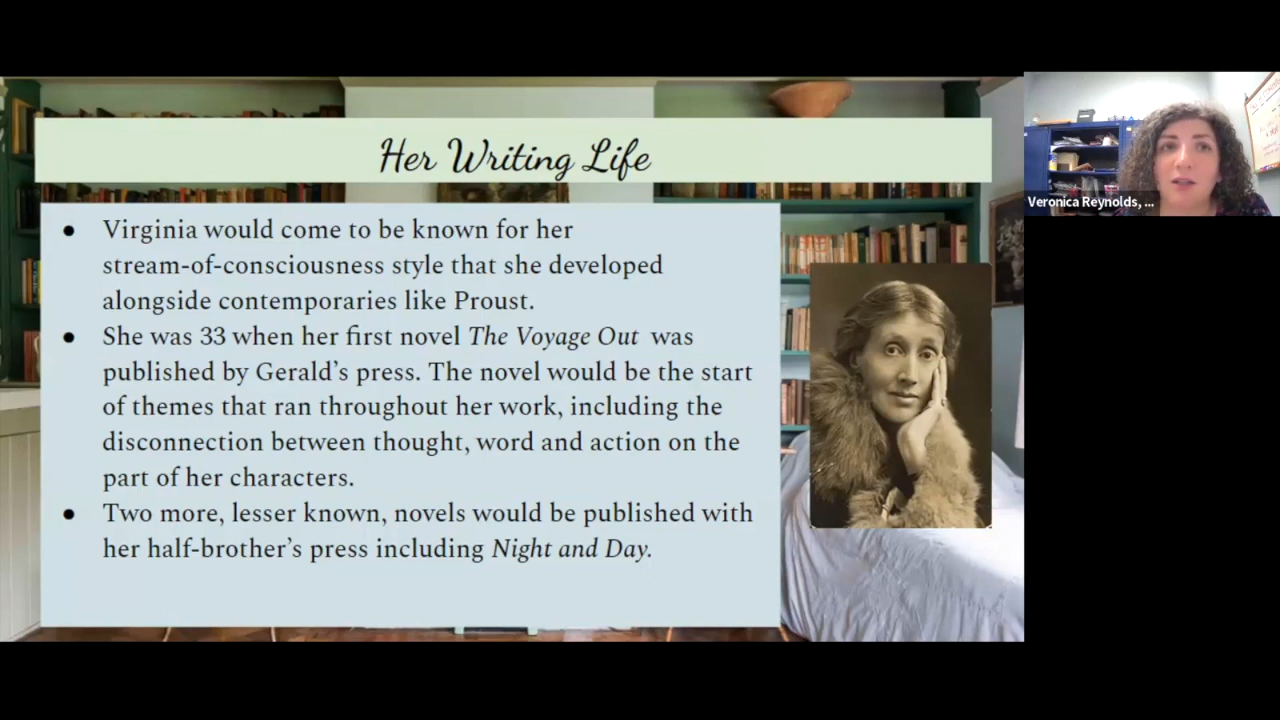 Her Writing Life
● Virginia would come to be known for her
stream-of-consciousness style that she developed
alongside contemporaries like Proust.
● She was 33 when her first novel The Voyage Out was
published by Gerald’s press. The novel would be the start
of themes that ran throughout her work, including the
disconnection between thought, word and action on the
part of her characters.
● Two more, lesser known, novels would be published with
her half-brother’s press including Night and Day.
Veronica Reynolds, ...